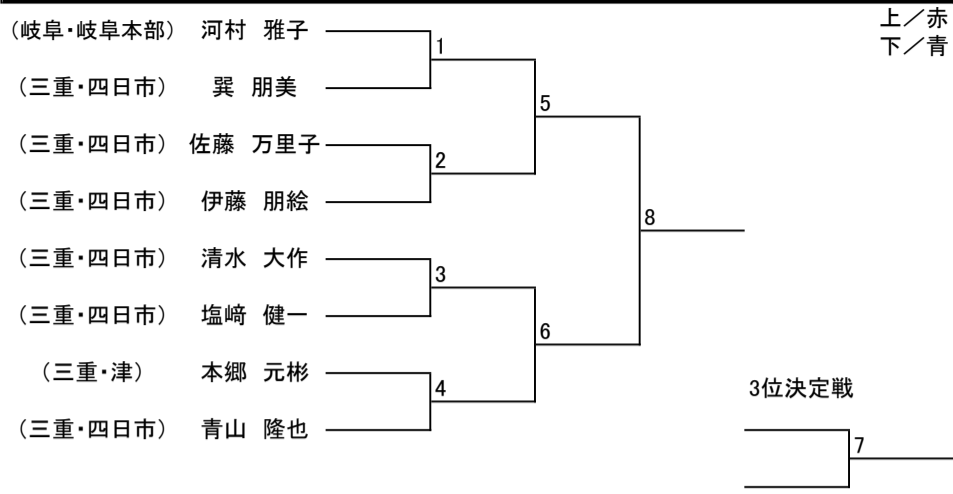 (岐阜・岐阜本部) 河村 雅子
上／赤
下／青
1
(三重・四日市) 巽 朋美
5
(三重・四日市) 佐藤 万里子
2
(三重・四日市) 伊藤 朋絵
8
(三重・四日市) 清水 大作
3
(三重・四日市) 塩﨑 健一
6
(三重・津) 本郷 元彬
4
3位決定戦
(三重・四日市) 青山 隆也
7